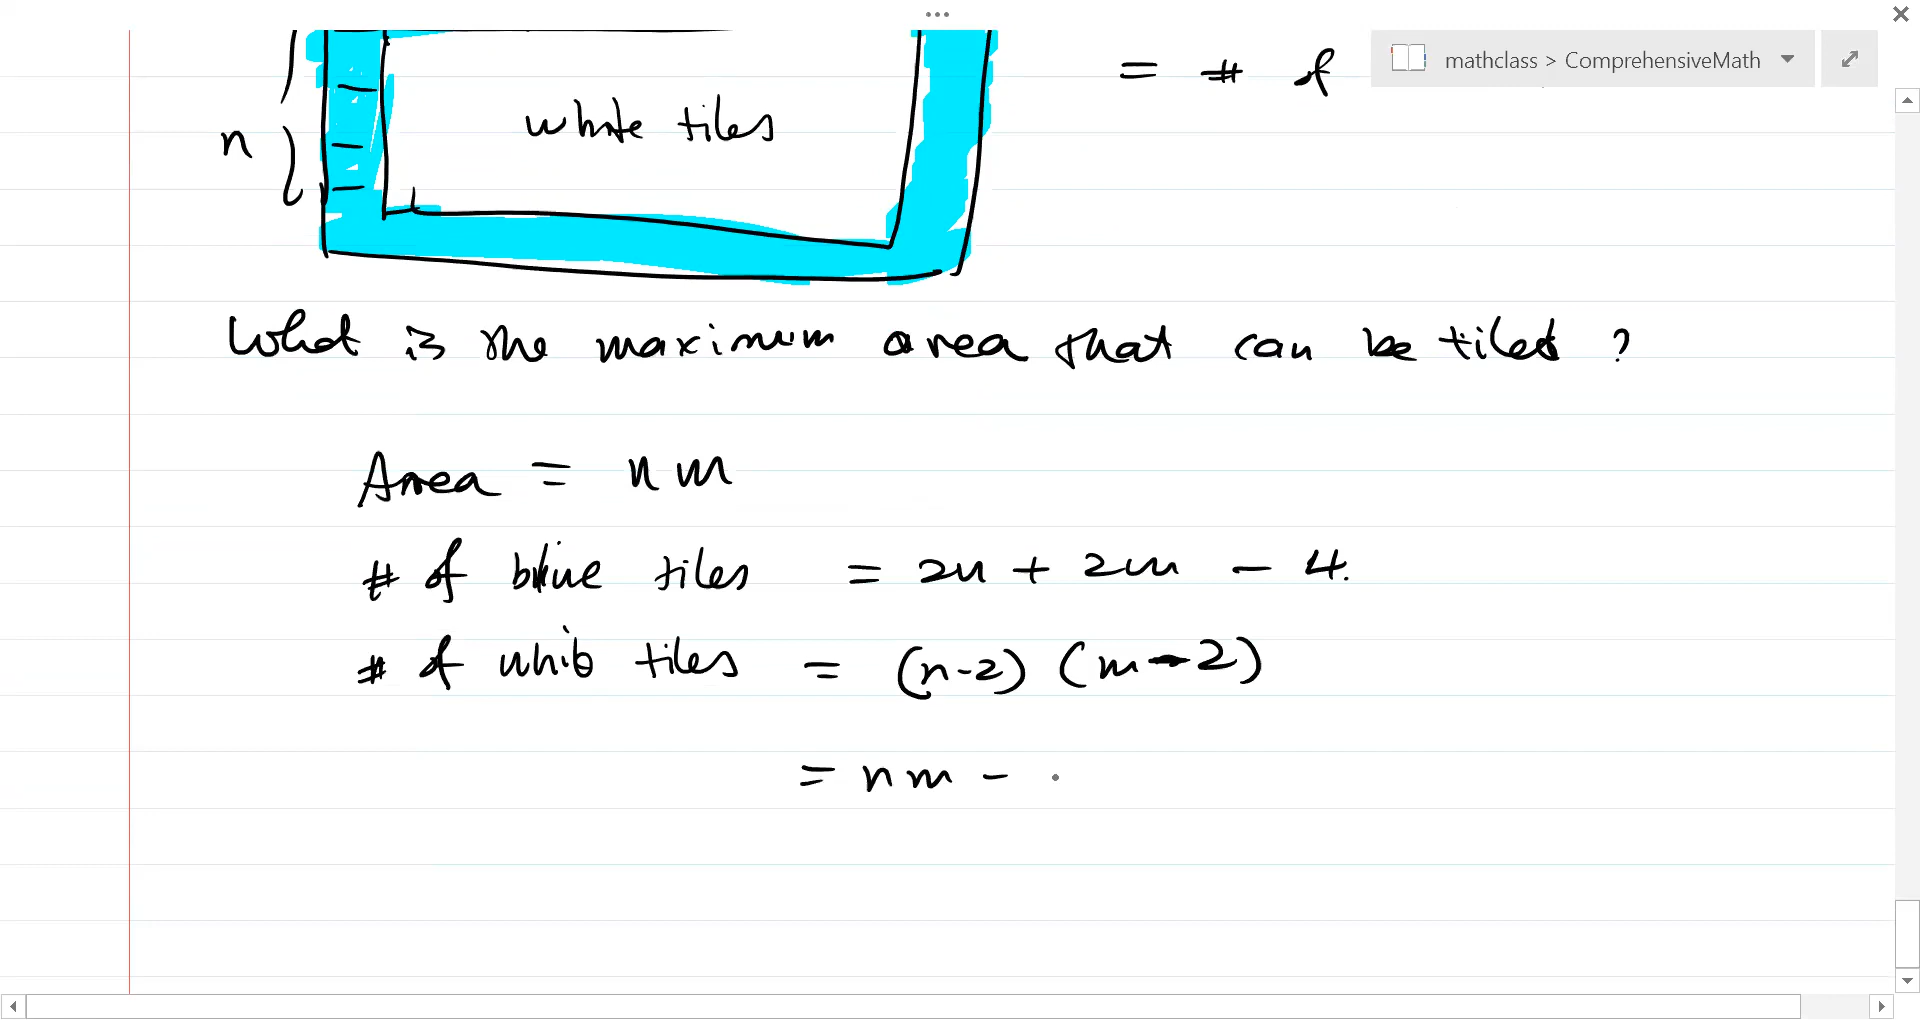 = # of
mathclass > ComprehensiveMath
white tiles
n
What is the maximum area that can be tiled ?
Area = nm
# of blue tiles = 2n + 2m - 4.
# of white tiles = (n-2) (m-2)
= nm -